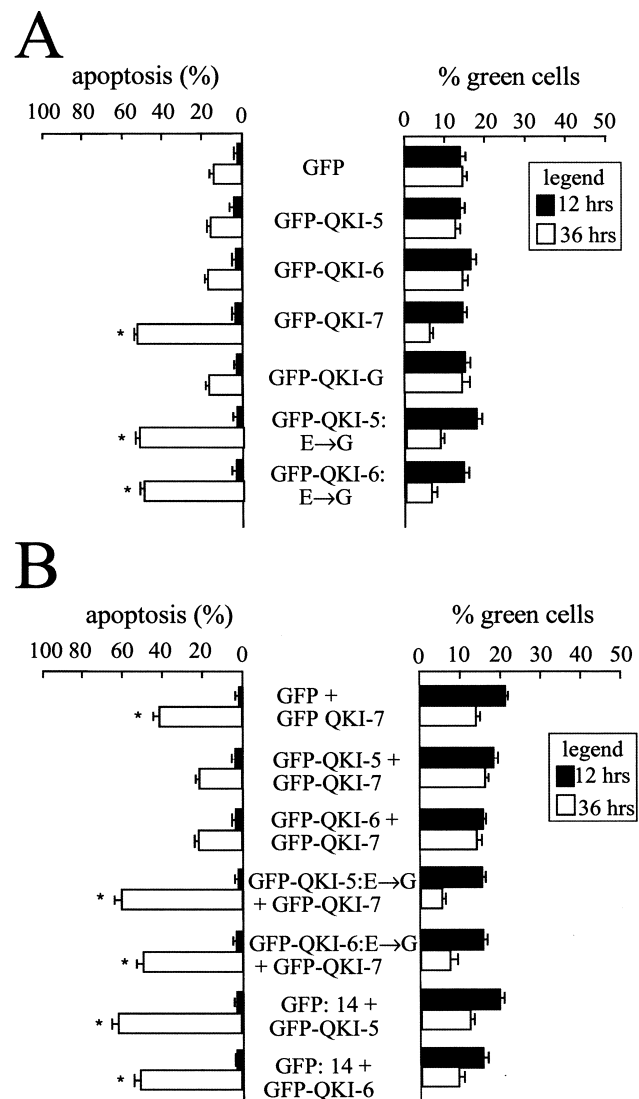 A
apoptosis (%)
% green cells
100 80 60 40 20 0
0 10 20 30 40 50
GFP
legend
12 hrs
36 hrs
GFP-QKI-5
GFP-QKI-6
* GFP-QKI-7
GFP-QKI-G
* GFP-QKI-5:
E→G
* GFP-QKI-6:
E→G
B
apoptosis (%)
% green cells
100 80 60 40 20 0
0 10 20 30 40 50
* GFP +
GFP QKI-7
legend
12 hrs
36 hrs
GFP-QKI-5 +
GFP-QKI-7
GFP-QKI-6 +
GFP-QKI-7
* GFP-QKI-5:E→G
+ GFP-QKI-7
* GFP-QKI-6:E→G
+ GFP-QKI-7
* GFP: 14 +
GFP-QKI-5
* GFP: 14 +
GFP-QKI-6